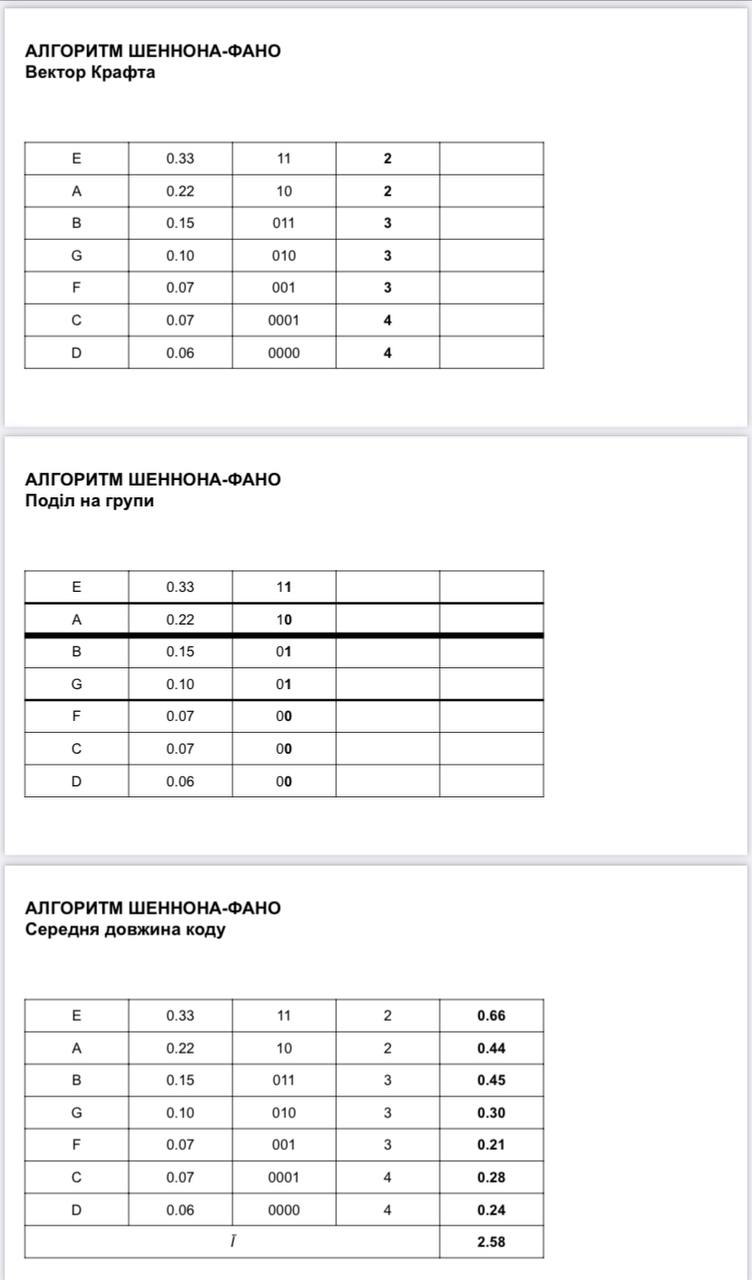 АЛГОРИТМ ШЕННОНА-ФАНО
Вектор Крафта
E 0.33 11 2
A 0.22 10 2
B 0.15 011 3
G 0.10 010 3
F 0.07 001 3
C 0.07 0001 4
D 0.06 0000 4
АЛГОРИТМ ШЕННОНА-ФАНО
Поділ на групи
E 0.33 11
A 0.22 10
B 0.15 01
G 0.10 01
F 0.07 00
C 0.07 00
D 0.06 00
АЛГОРИТМ ШЕННОНА-ФАНО
Середня довжина коду
E 0.33 11 2 0.66
A 0.22 10 2 0.44
B 0.15 011 3 0.45
G 0.10 010 3 0.30
F 0.07 001 3 0.21
C 0.07 0001 4 0.28
D 0.06 0000 4 0.24
l̄ 2.58